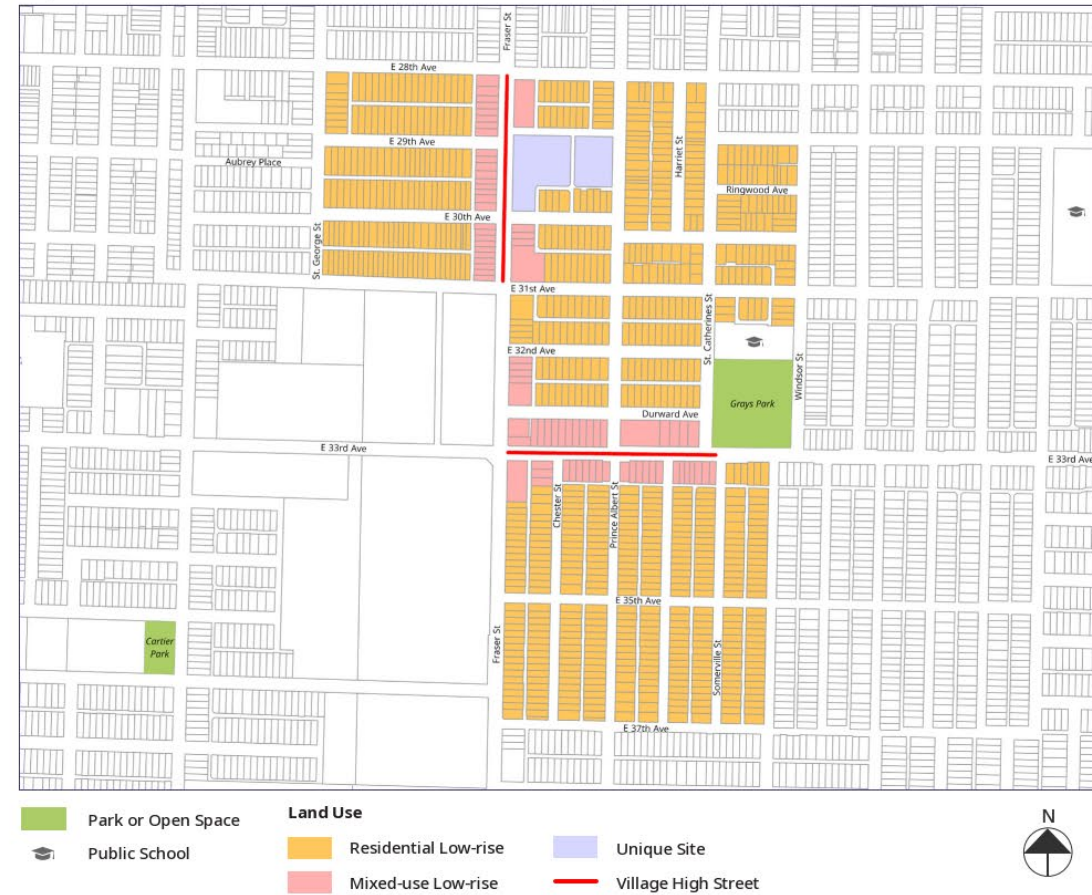 Fraser St
E 28th Ave
E 29th Ave
Aubrey Place
Harriet St
Ringwood Ave
E 30th Ave
St. George St
E 31st Ave
St. Catherines St
E 32nd Ave
Windsor St
Grays Park
Durward Ave
E 33rd Ave
E 33rd Ave
Chester St
Prince Albert St
E 35th Ave
Cartier
Park
Fraser St
Somerville St
E 37th Ave
Park or Open Space
Public School
Land Use
Residential Low-rise
Mixed-use Low-rise
Unique Site
Village High Street
N